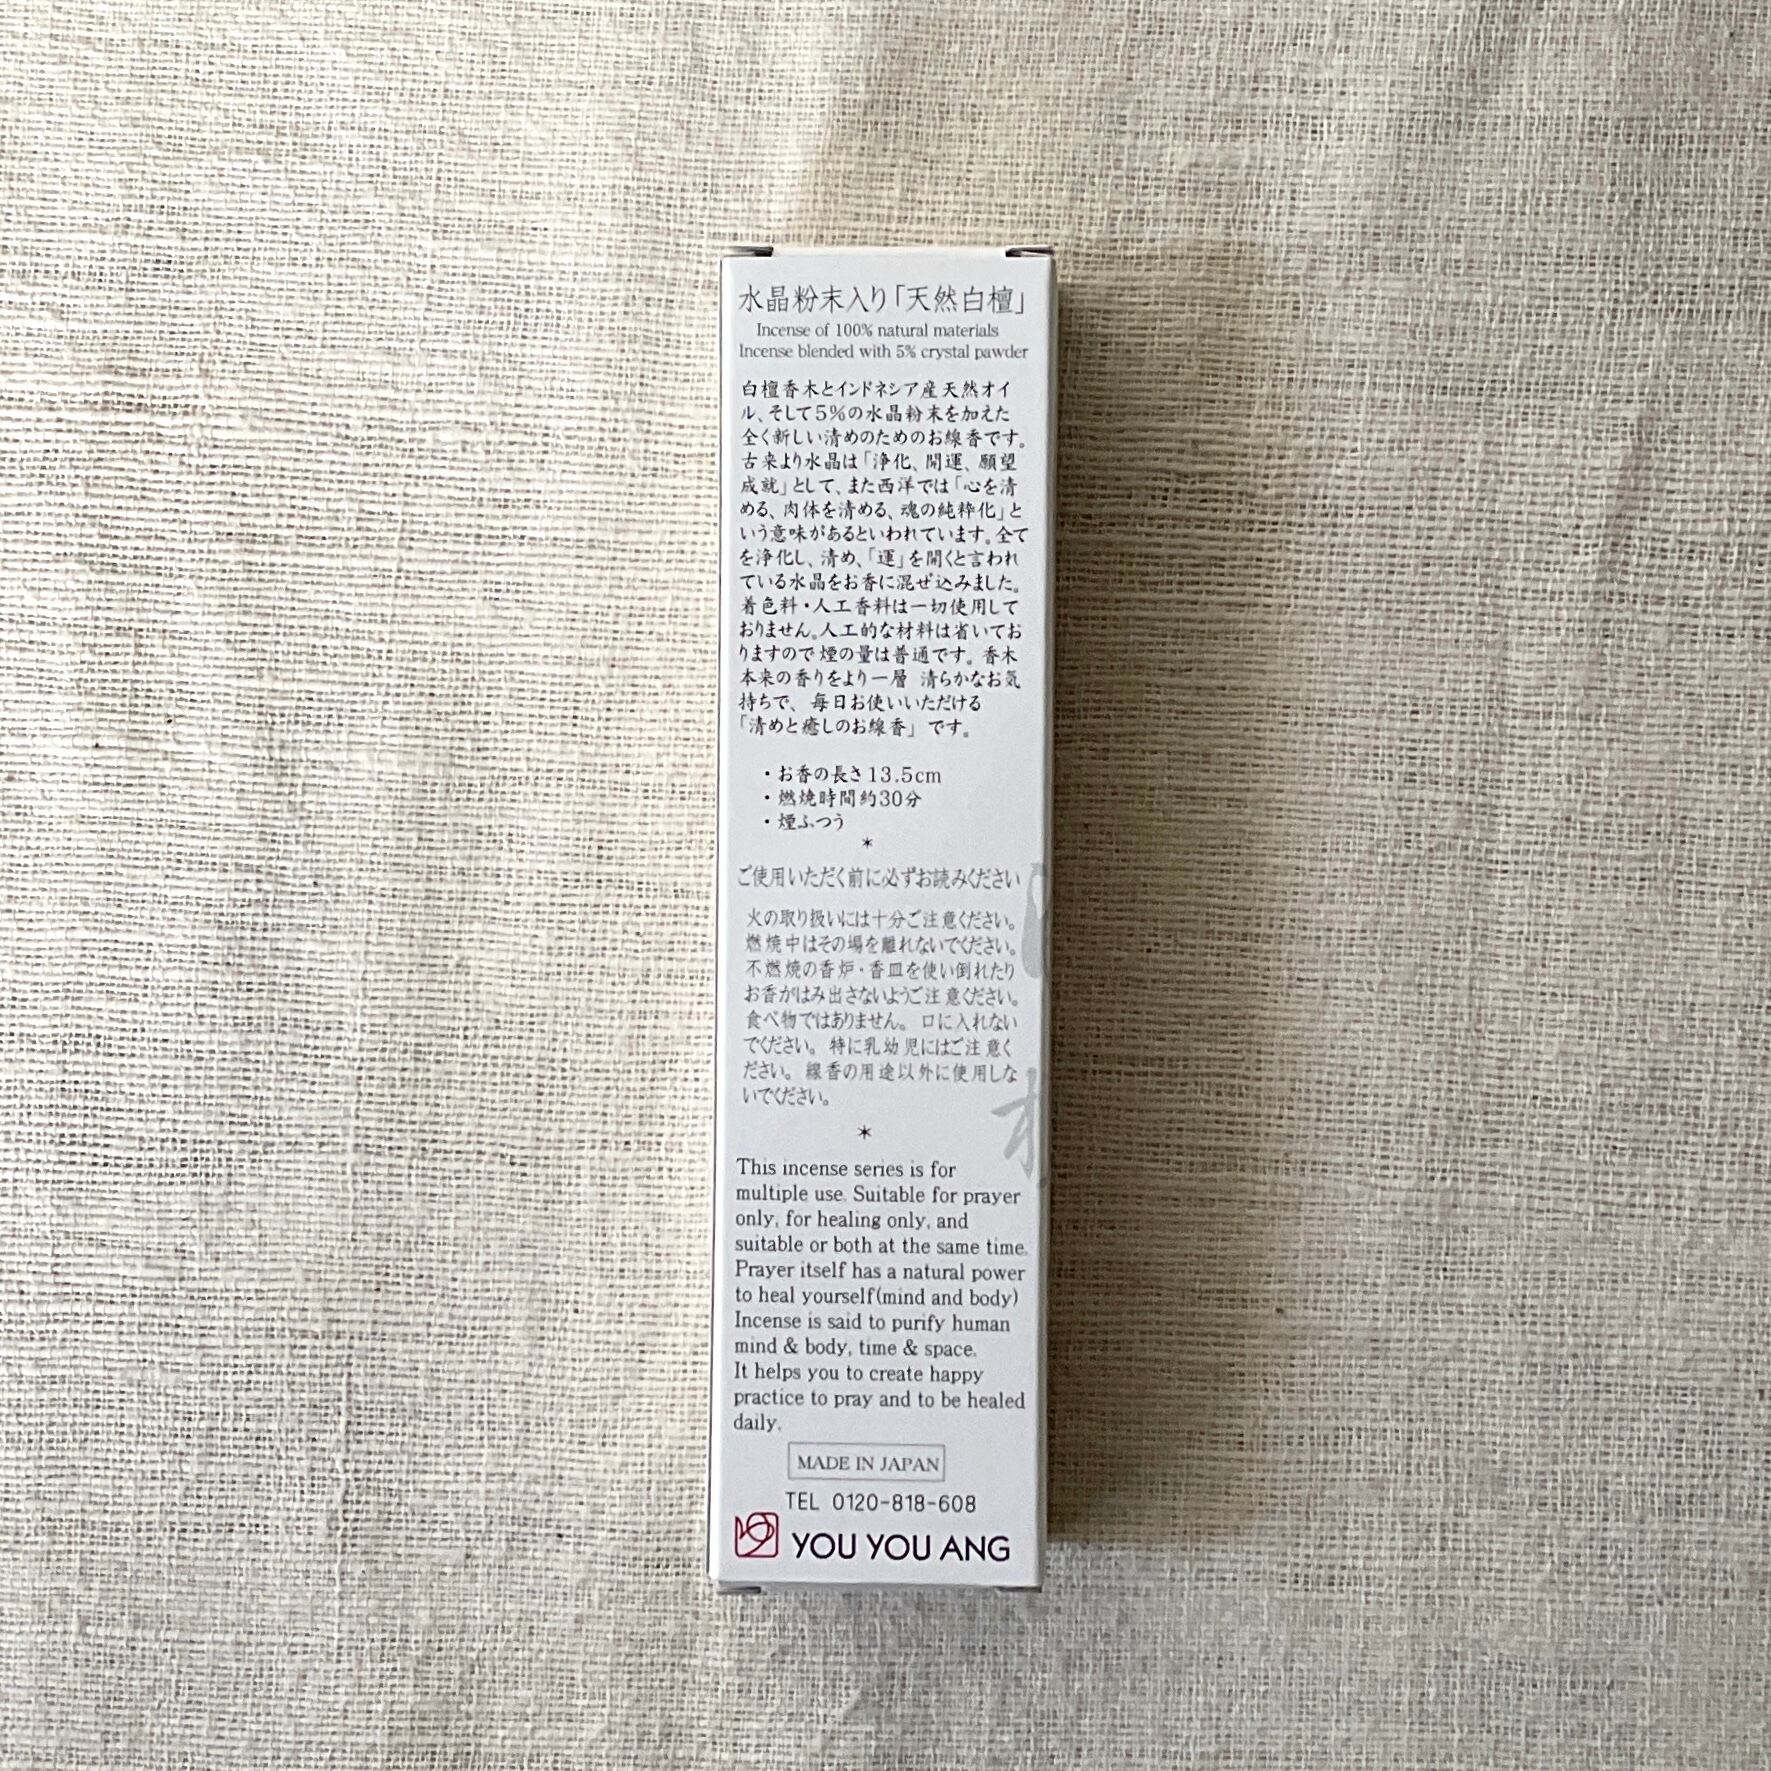 水晶粉末入り「天然白檀」
Incense of 100% natural materials
Incense blended with 5% crystal pawder
白檀香木とインドネシア産天然オイ
ル、そして5%の水晶粉末を加えた
全く新しい清めのためのお線香です。
古来より水晶は「浄化、開運、願望
成就」として、また西洋では「心を清
める、肉体を清める、魂の純粋化」と
いう意味があるといわれています。全て
を浄化し、清め、「運」を開くと言われ
ている水晶をお香に混ぜ込みました。
着色料・人工香料は一切使用して
おりません。人工的な材料は省いてお
りますので煙の量は普通です。香木
本来の香りをより一層 清らかなお気
持ちで、毎日お使いいただける
「清めと癒しのお線香」です。
・お香の長さ13.5cm
・燃焼時間約30分
・煙ふつう
*
ご使用いただく前に必ずお読みください
火の取り扱いには十分ご注意ください。
燃焼中はその場を離れないでください。
不燃焼の香炉・香皿を使い倒れたり
お香がはみ出さないようご注意ください。
食べ物ではありません。口に入れない
でください。特に乳幼児にはご注意く
ださい。線香の用途以外に使用しな
いでください。
*
This incense series is for
multiple use. Suitable for prayer
only, for healing only, and
suitable or both at the same time.
Prayer itself has a natural power
to heal yourself(mind and body)
Incense is said to purify human
mind & body, time & space.
It helps you to create happy
practice to pray and to be healed
daily.
MADE IN JAPAN
TEL 0120-818-608
YOU YOU ANG